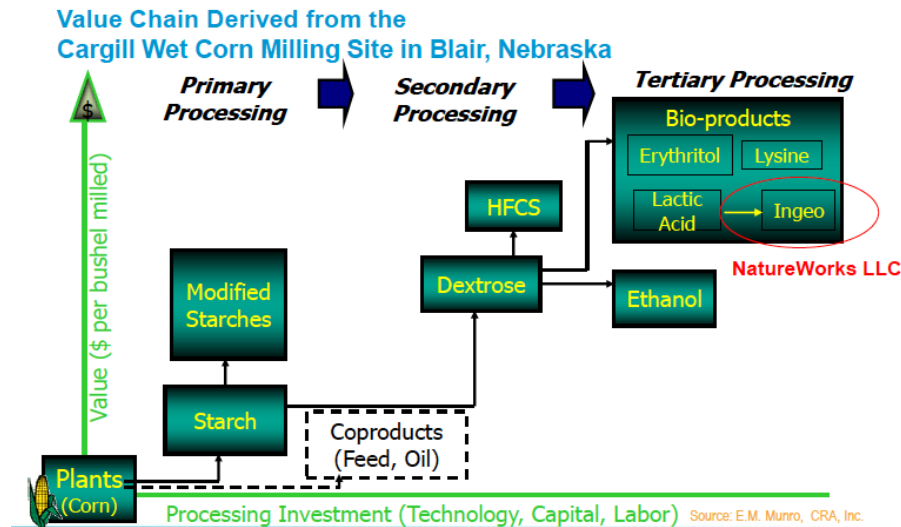 Value Chain Derived from the
Cargill Wet Corn Milling Site in Blair, Nebraska
Primary
Processing
Secondary
Processing
Tertiary Processing
$
Value ($ per bushel milled)
Bio-products
Erythritol
Lysine
Lactic
Acid
Ingeo
NatureWorks LLC
HFCS
Dextrose
Ethanol
Modified
Starches
Starch
Coproducts
(Feed, Oil)
Plants
(Corn)
Processing Investment (Technology, Capital, Labor)
Source: E.M. Munro, CRA, Inc.